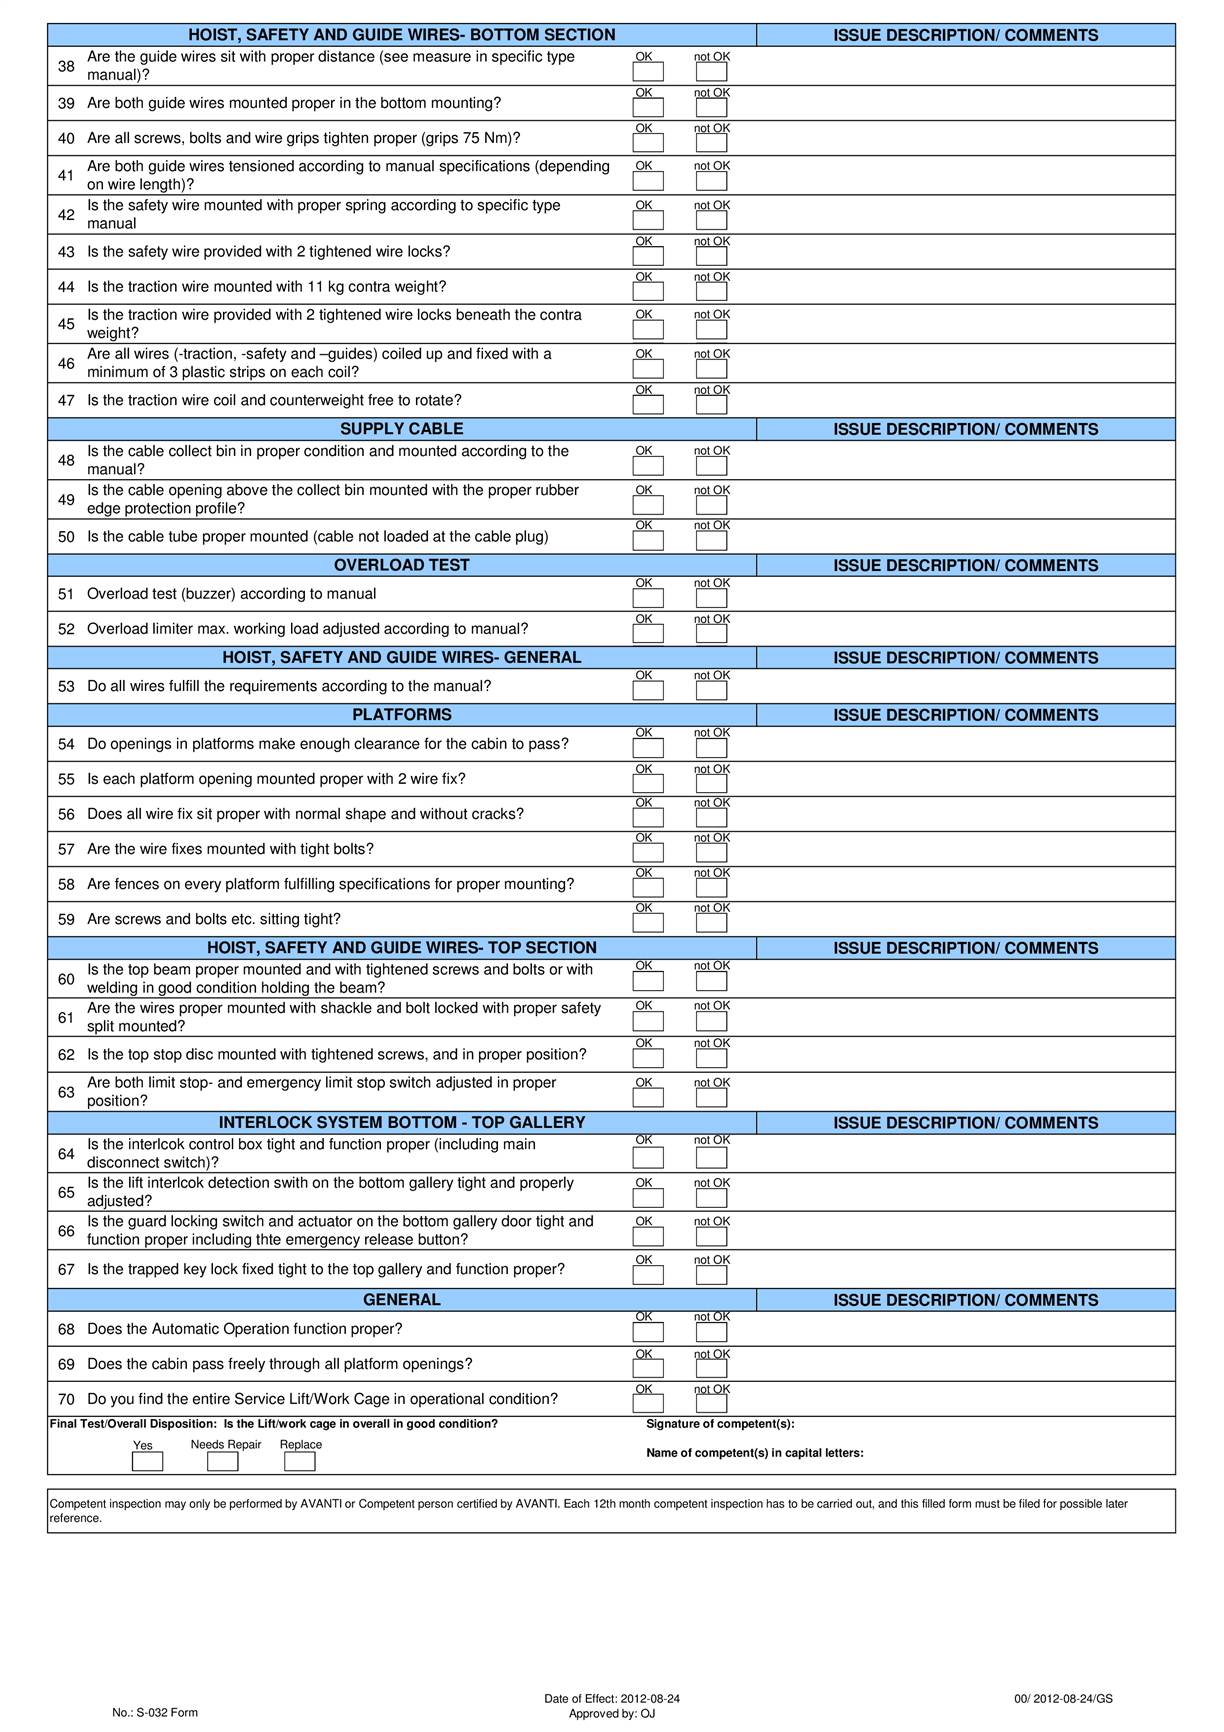 HOIST, SAFETY AND GUIDE WIRES- BOTTOM SECTION ISSUE DESCRIPTION/ COMMENTS
38 Are the guide wires sit with proper distance (see measure in specific type OK not OK
manual)?
39 Are both guide wires mounted proper in the bottom mounting? OK not OK
40 Are all screws, bolts and wire grips tighten proper (grips 75 Nm)? OK not OK
41 Are both guide wires tensioned according to manual specifications (depending OK not OK
on wire length)?
42 Is the safety wire mounted with proper spring according to specific type OK not OK
manual
43 Is the safety wire provided with 2 tightened wire locks? OK not OK
44 Is the traction wire mounted with 11 kg contra weight? OK not OK
45 Is the traction wire provided with 2 tightened wire locks beneath the contra OK not OK
weight?
46 Are all wires (-traction, -safety and –guides) coiled up and fixed with a OK not OK
minimum of 3 plastic strips on each coil?
47 Is the traction wire coil and counterweight free to rotate? OK not OK
SUPPLY CABLE ISSUE DESCRIPTION/ COMMENTS
48 Is the cable collect bin in proper condition and mounted according to the OK not OK
manual?
49 Is the cable opening above the collect bin mounted with the proper rubber OK not OK
edge protection profile?
50 Is the cable tube proper mounted (cable not loaded at the cable plug) OK not OK
OVERLOAD TEST ISSUE DESCRIPTION/ COMMENTS
51 Overload test (buzzer) according to manual OK not OK
52 Overload limiter max. working load adjusted according to manual? OK not OK
HOIST, SAFETY AND GUIDE WIRES- GENERAL ISSUE DESCRIPTION/ COMMENTS
53 Do all wires fulfill the requirements according to the manual? OK not OK
PLATFORMS ISSUE DESCRIPTION/ COMMENTS
54 Do openings in platforms make enough clearance for the cabin to pass? OK not OK
55 Is each platform opening mounted proper with 2 wire fix? OK not OK
56 Does all wire fix sit proper with normal shape and without cracks? OK not OK
57 Are the wire fixes mounted with tight bolts? OK not OK
58 Are fences on every platform fulfilling specifications for proper mounting? OK not OK
59 Are screws and bolts etc. sitting tight? OK not OK
HOIST, SAFETY AND GUIDE WIRES- TOP SECTION ISSUE DESCRIPTION/ COMMENTS
60 Is the top beam proper mounted and with tightened screws and bolts or with OK not OK
welding in good condition holding the beam?
61 Are the wires proper mounted with shackle and bolt locked with proper safety OK not OK
split mounted?
62 Is the top stop disc mounted with tightened screws, and in proper position? OK not OK
63 Are both limit stop- and emergency limit stop switch adjusted in proper OK not OK
position?
INTERLOCK SYSTEM BOTTOM - TOP GALLERY ISSUE DESCRIPTION/ COMMENTS
64 Is the interlcok control box tight and function proper (including main OK not OK
disconnect switch)?
65 Is the lift interlcok detection swith on the bottom gallery tight and properly OK not OK
adjusted?
66 Is the guard locking switch and actuator on the bottom gallery door tight and OK not OK
function proper including thte emergency release button?
67 Is the trapped key lock fixed tight to the top gallery and function proper? OK not OK
GENERAL ISSUE DESCRIPTION/ COMMENTS
68 Does the Automatic Operation function proper? OK not OK
69 Does the cabin pass freely through all platform openings? OK not OK
70 Do you find the entire Service Lift/Work Cage in operational condition? OK not OK
Final Test/Overall Disposition: Is the Lift/work cage in overall in good condition? Signature of competent(s):
Yes Needs Repair Replace
Name of competent(s) in capital letters:
Competent inspection may only be performed by AVANTI or Competent person certified by AVANTI. Each 12th month competent inspection has to be carried out, and this filled form must be filed for possible later
reference.
Date of Effect: 2012-08-24 00/ 2012-08-24/GS
No.: S-032 Form Approved by: OJ